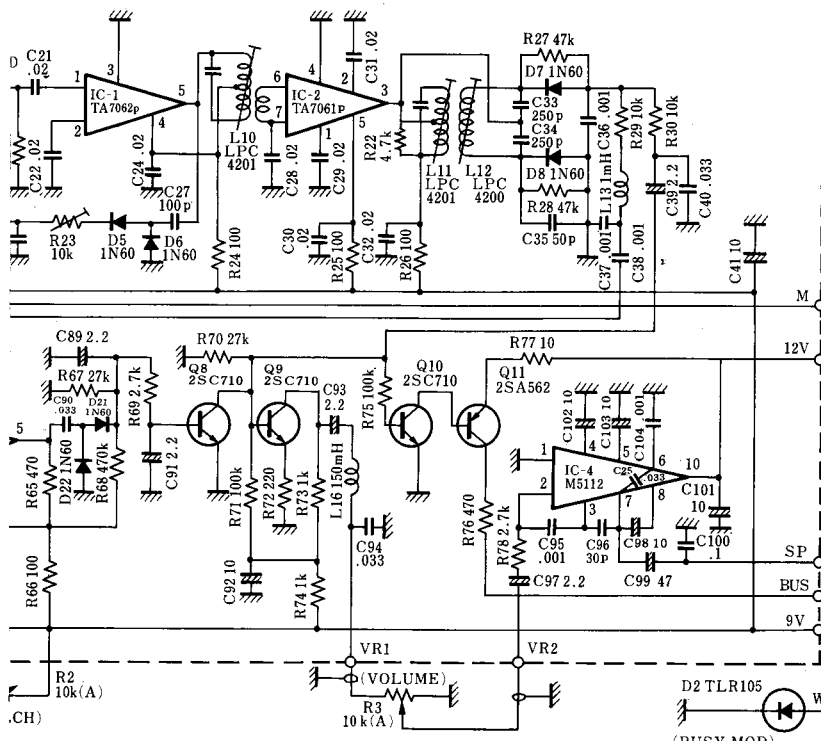 D
C21
.02
1
3
5
IC-1
TA7062p
2
4
C22 .02
C24 .02
C27
100p
R23
10k
D5
1N60
D6
1N60
L10
LPC
4201
R24 100
6
4
C31 .02
2
3
IC-2
TA7061p
7
1
5
C28 .02
C29 .02
C30
.02
R25 100
C32 .02
R26 100
R22
4.7k
L11
LPC
4201
L12
LPC
4200
R27 47k
D7 1N60
C33
250p
C34
250p
D8 1N60
R28 47k
C35 50p
C36 .001
R29 10k
R30 10k
L13 1mH
C37 .001
C38 .001
C39 2.2
C40 .033
C41 10
M
12V
C89 2.2
R67 27k
C90
.033
D21
1N60
5
R65 470
D22 1N60
R68 470k
R69 2.7k
C91 2.2
R66 100
R70 27k
Q8
2SC710
Q9
2SC710
C93
2.2
R71 100k
R72 220
R73 1k
L16 150mH
C92 10
R74 1k
C94
.033
R75 100k
Q10
2SC710
Q11
2SA562
R77 10
R76 470
R78 2.7k
C102 10
C103 10
C104 .001
1
4
5
6
10
IC-4
M5112
C25
.033
2
3
7
8
C95
.001
C96
30p
C98 10
C97 2.2
C99 47
C100
.1
C101
10
SP
BUS
9V
R2
10k(A)
.CH)
VR1
(VOLUME)
R3
10k(A)
VR2
D2 TLR105
W
(BUSY MOD)